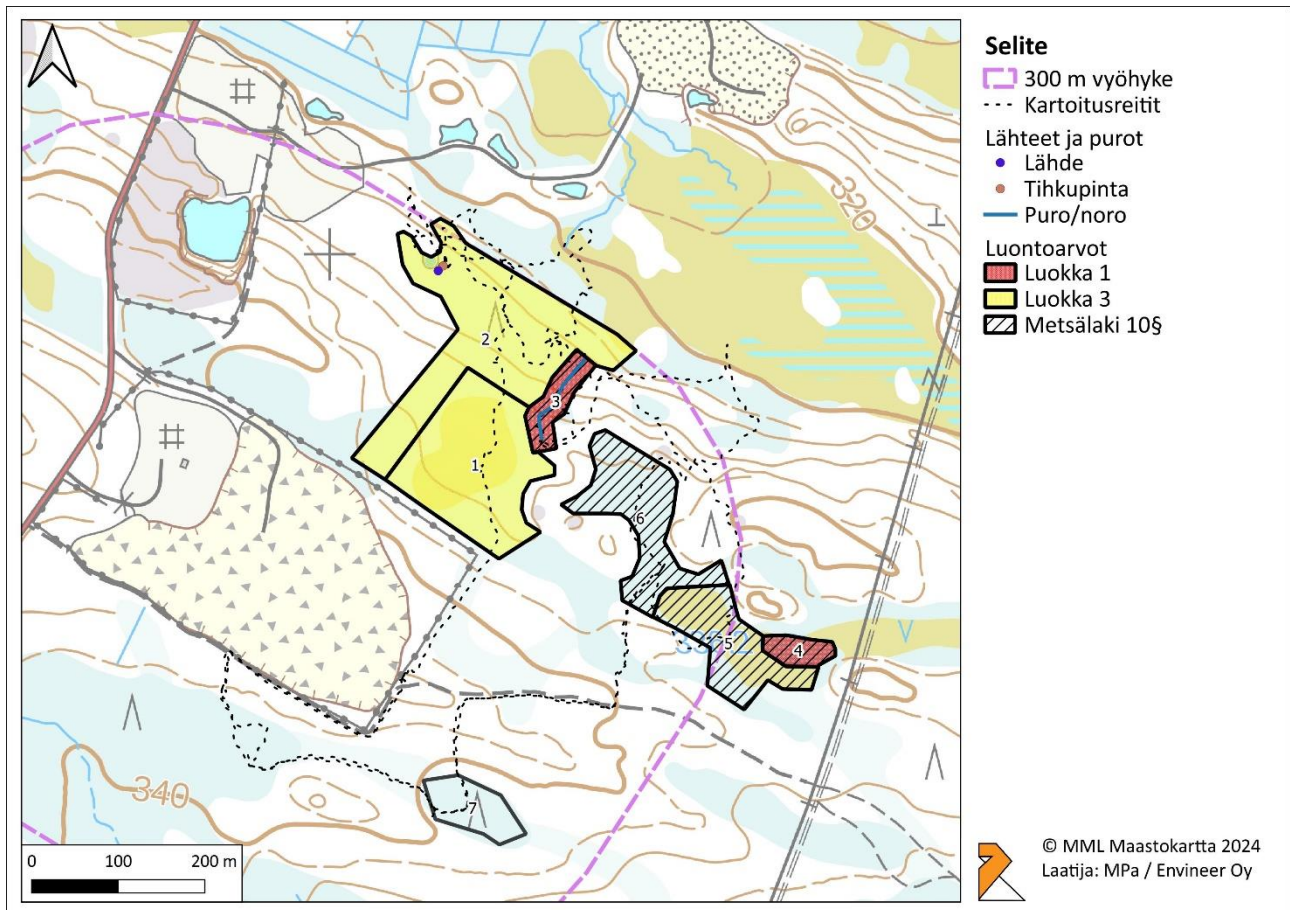 Selite
300 m vyöhyke
Kartoitusreitit
Lähteet ja purot
Lähde
Tihkupinta
Puro/noro
Luontoarvot
Luokka 1
Luokka 3
Metsälaki 10§
320
2
3
1
6
5
4
340
7
0 100 200 m
© MML Maastokartta 2024
Laatija: MPa / Envineer Oy